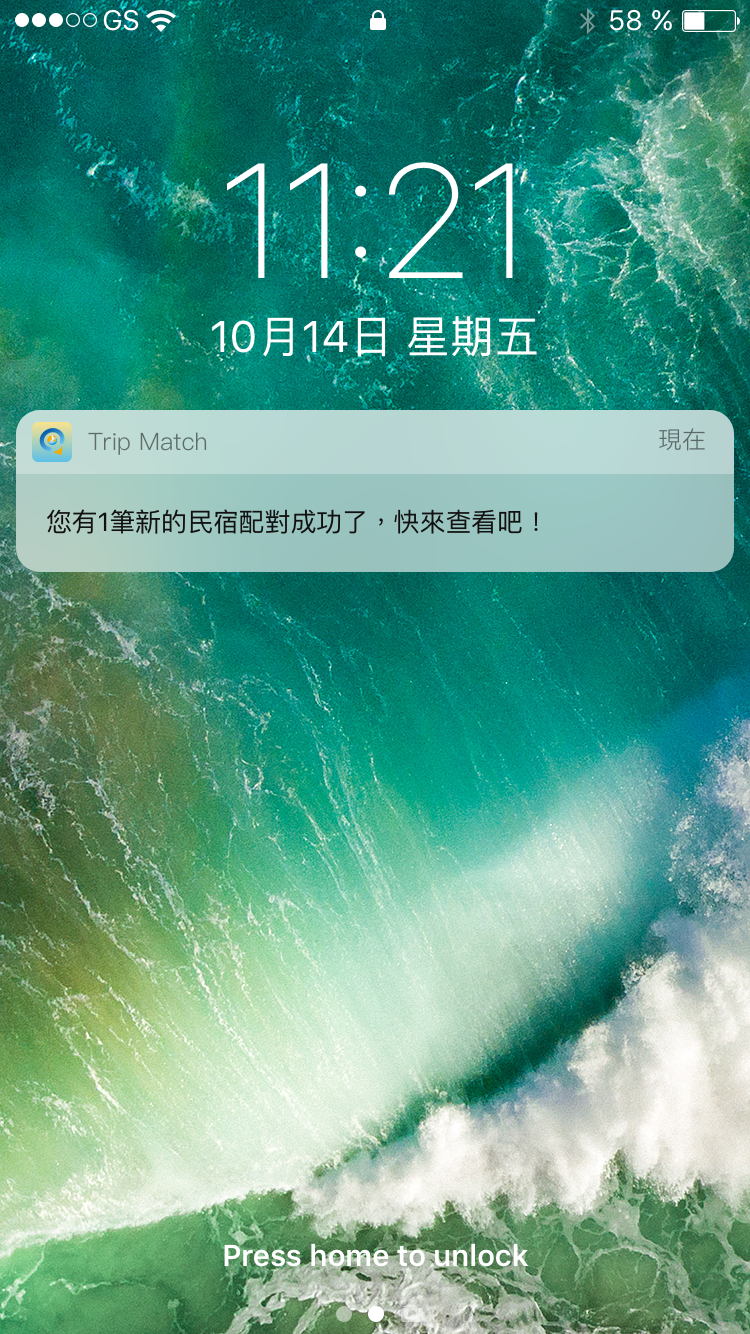 GS 58 %
11:21
10月14日 星期五
Trip Match 現在
您有1筆新的民宿配對成功了，快來查看吧！
Press home to unlock